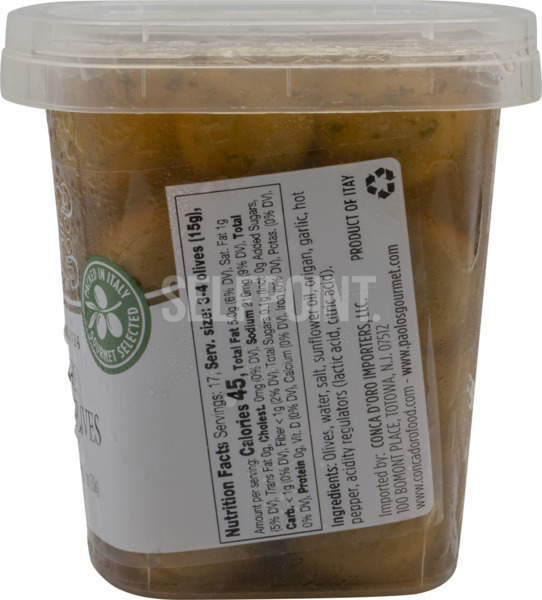 PACKED IN ITALY
GOURMET SELECTED
Nutrition Facts: Servings: 17, Serv. size: 3-4 olives (15g),
Calories 45, Total Fat 5.0g (6% DV), Sat. Fat 1g
Amount per serving:
(5% DV), Trans Fat 0g, Cholest. 0mg (0% DV), Sodium 210mg (9% DV), Total
Carb. <1g (0% DV), Fiber <1g (2% DV), Total Sugars 0.1g (Incl. 0g Added Sugars,
0% DV), Protein 0g, Vit. D (0% DV), Calcium (0% DV), Iron (0% DV), Potas. (0% DV).
Ingredients: Olives, water, salt, sunflower oil, origan, garlic, hot
pepper, acidity regulators (lactic acid, citric acid).
Imported by: CONCA D'ORO IMPORTERS, LLC. PRODUCT OF ITAY
100 BOMONT PLACE, TOTOWA, N.J. 07512
www.concadorofood.com - www.paolosgourmet.com